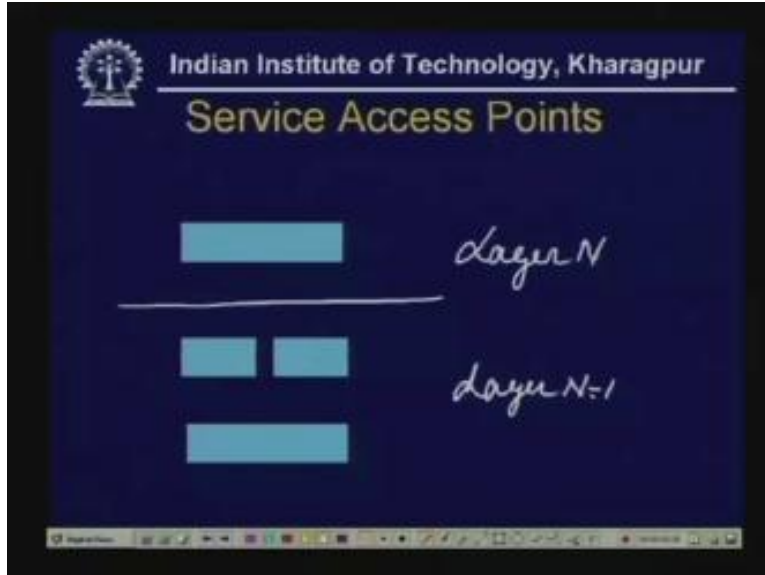 Indian Institute of Technology, Kharagpur
Service Access Points
Layer N
Layer N-1